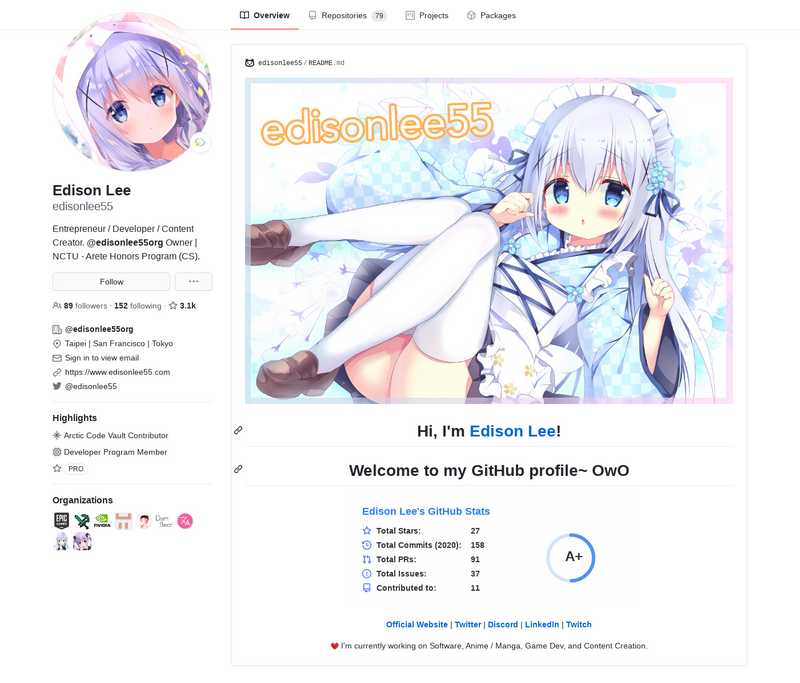 Overview
Repositories 79
Projects
Packages
Edison Lee
edisonlee55
Entrepreneur / Developer / Content
Creator. @edisonlee55org Owner |
NCTU - Arete Honors Program (CS).
Follow
89 followers · 152 following · 3.1k
@edisonlee55org
Taipei | San Francisco | Tokyo
Sign in to view email
https://www.edisonlee55.com
@edisonlee55
Highlights
Arctic Code Vault Contributor
Developer Program Member
PRO
Organizations
EPIC
GAMES
NVIDIA
edisonlee55 / README.md
edisonlee55
Hi, I'm Edison Lee!
Welcome to my GitHub profile~ OwO
Edison Lee's GitHub Stats
Total Stars: 27
Total Commits (2020): 158
Total PRs: 91
Total Issues: 37
Contributed to: 11
A+
Official Website | Twitter | Discord | LinkedIn | Twitch
I'm currently working on Software, Anime / Manga, Game Dev, and Content Creation.